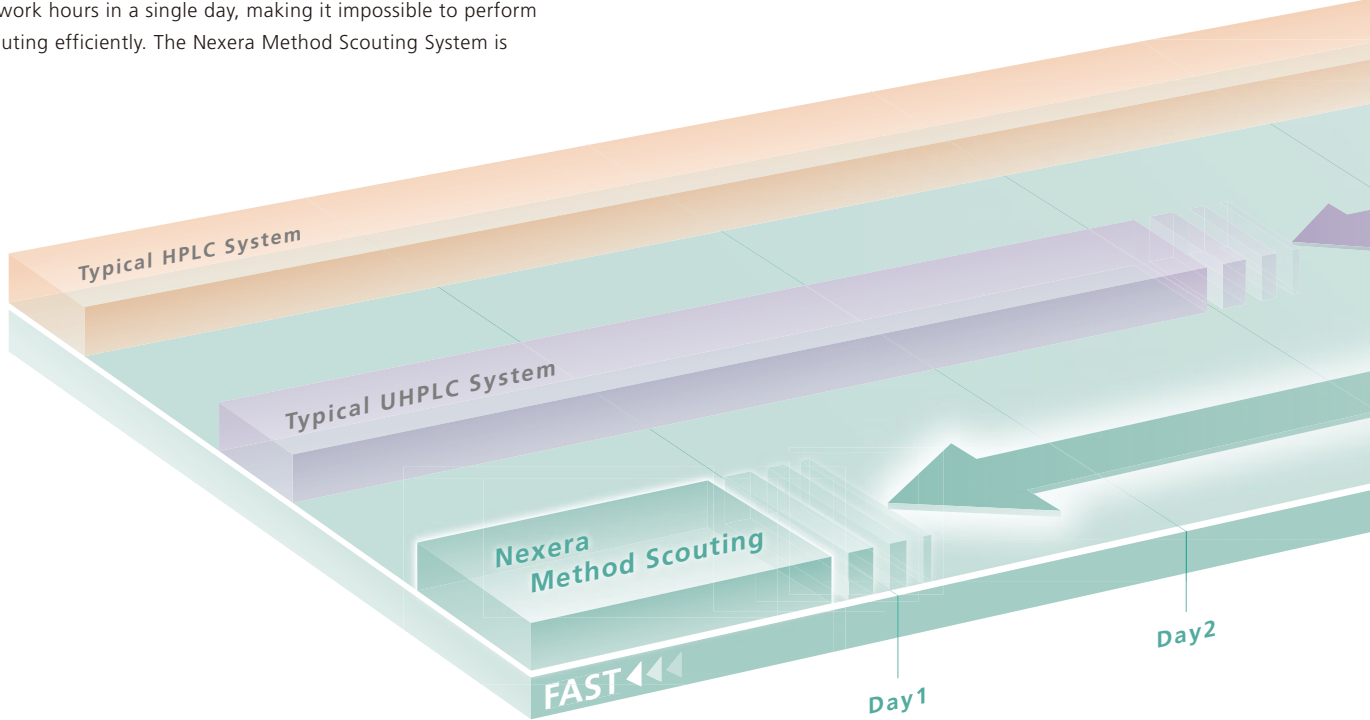 work hours in a single day, making it impossible to perform
uting efficiently. The Nexera Method Scouting System is
Typical HPLC System
Typical UHPLC System
Nexera
Method Scouting
FAST
Day1
Day2